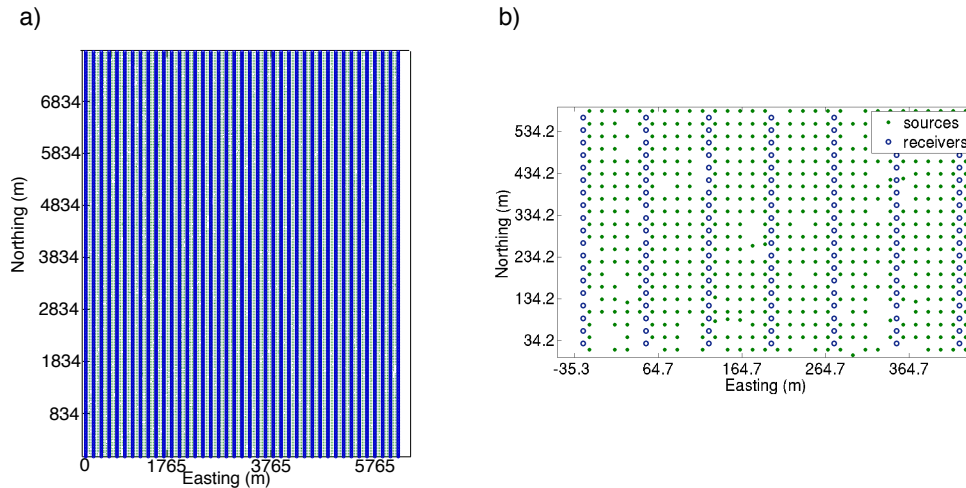 a)
6834
5834
4834
3834
2834
1834
834
Northing (m)
0 1765 3765 5765
Easting (m)
b)
sources
receivers
534.2
434.2
334.2
234.2
134.2
34.2
Northing (m)
-35.3 64.7 164.7 264.7 364.7
Easting (m)